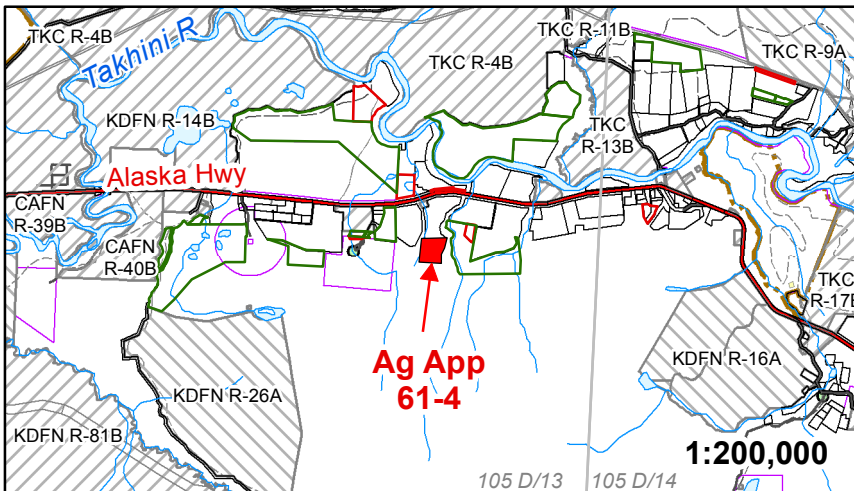 TKC R-4B
Takhini R
TKC R-4B
TKC R-11B
TKC R-9A
KDFN R-14B
TKC
R-13B
Alaska Hwy
CAFN
R-39B
CAFN
R-40B
TKC
R-17B
Ag App
61-4
KDFN R-26A
KDFN R-16A
KDFN R-81B
1:200,000
105 D/13
105 D/14